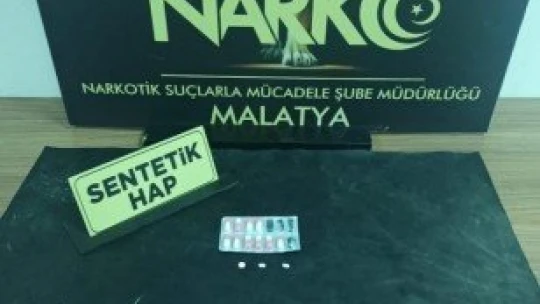 NARKO
NARKOTİK SUÇLARLA MÜCADELE ŞUBE MÜDÜRLÜĞÜ
MALATYA
SENTETİK
HAP